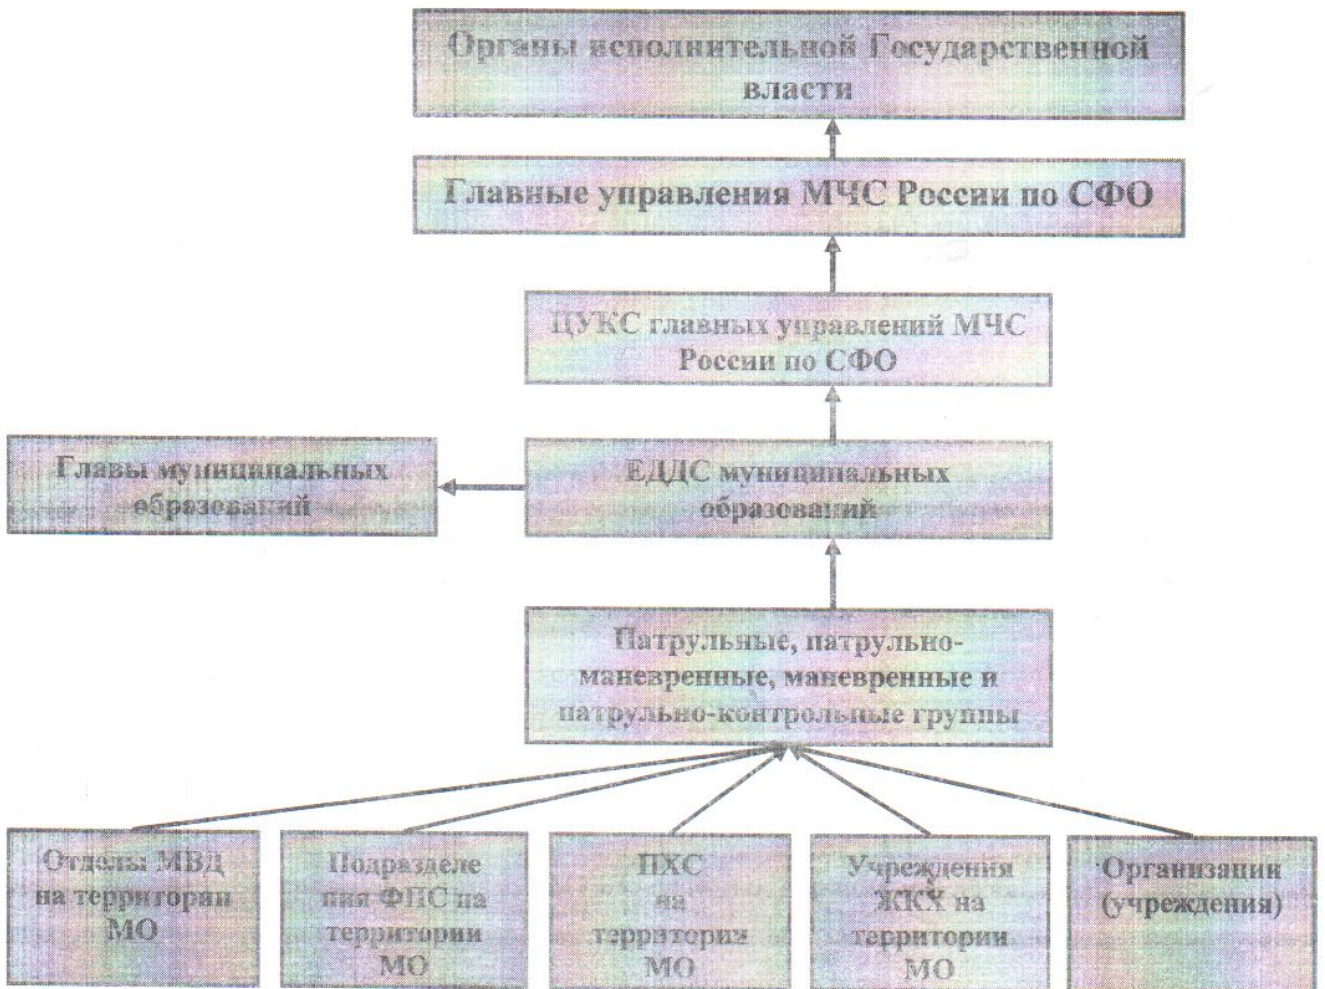 Органы исполнительной Государственной
власти
Главные управления МЧС России по СФО
ЦУКС главных управлений МЧС
России по СФО
Главы муниципальных
образований
ЕДДС муниципальных
образований
Патрульные, патрульно-
маневренные, маневренные и
патрульно-контрольные группы
Отделы МВД
на территории
МО
Подразделе
ния ФПС на
территории
МО
ПХС
на
территории
МО
Учреждения
ЖКХ на
территории
МО
Организации
(учреждения)